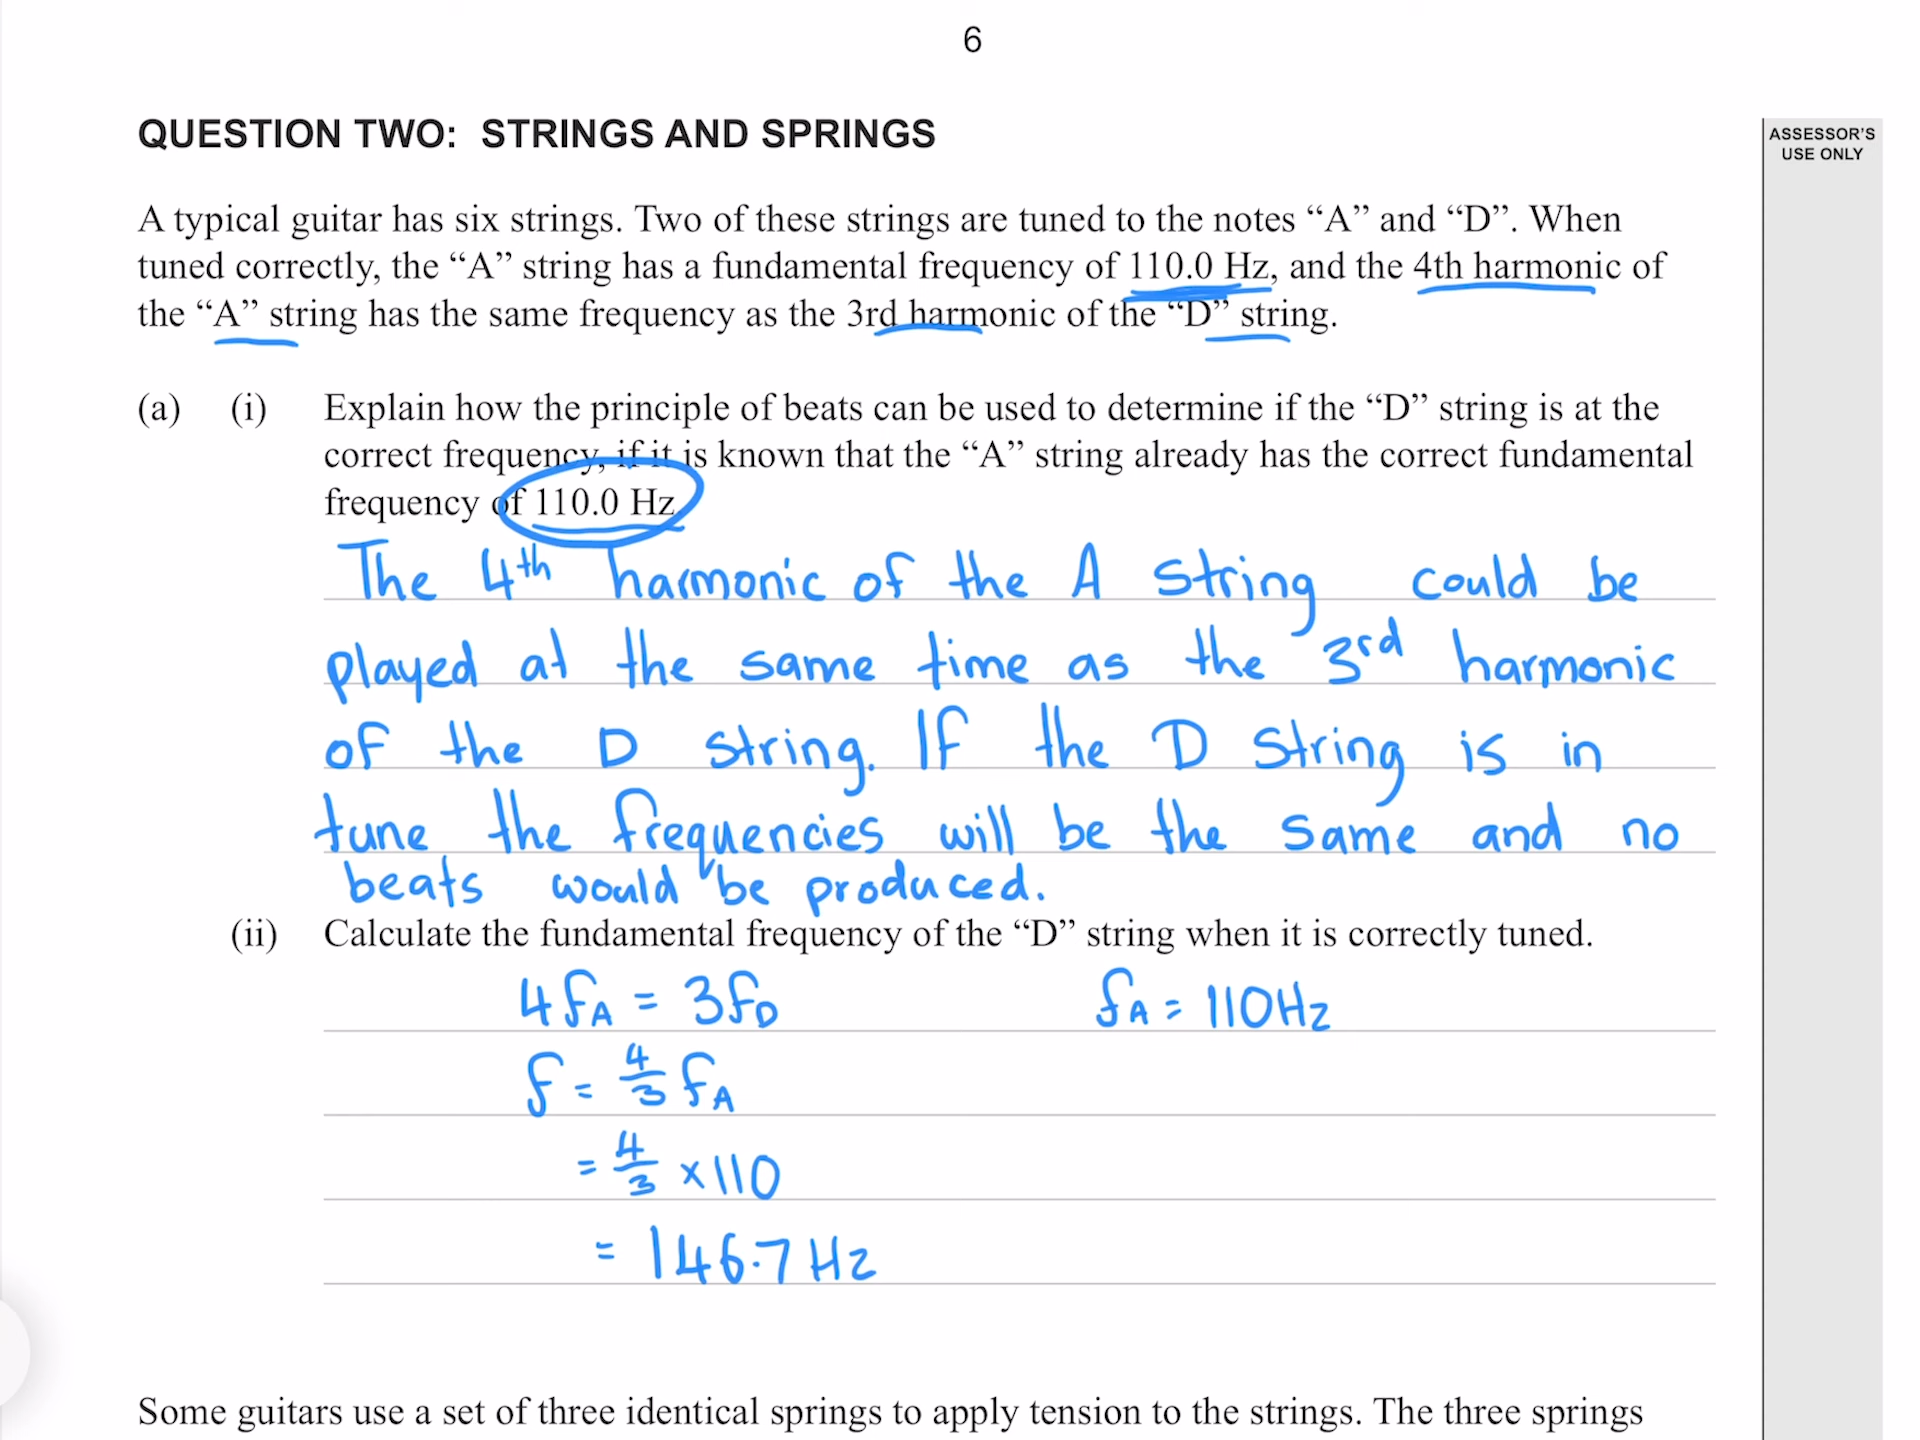 6
QUESTION TWO: STRINGS AND SPRINGS
ASSESSOR'S
USE ONLY
A typical guitar has six strings. Two of these strings are tuned to the notes “A” and “D”. When
tuned correctly, the “A” string has a fundamental frequency of 110.0 Hz, and the 4th harmonic of
the “A” string has the same frequency as the 3rd harmonic of the “D” string.
(a) (i) Explain how the principle of beats can be used to determine if the “D” string is at the
correct frequency, if it is known that the “A” string already has the correct fundamental
frequency of 110.0 Hz
The 4th harmonic of the A string could be
played at the same time as the 3rd harmonic
of the D string. If the D string is in
tune the frequencies will be the same and no
beats would be produced.
(ii) Calculate the fundamental frequency of the “D” string when it is correctly tuned.
4fA = 3fD fA = 110Hz
f = 4/3 fA
= 4/3 × 110
= 146.7 Hz
Some guitars use a set of three identical springs to apply tension to the strings. The three springs